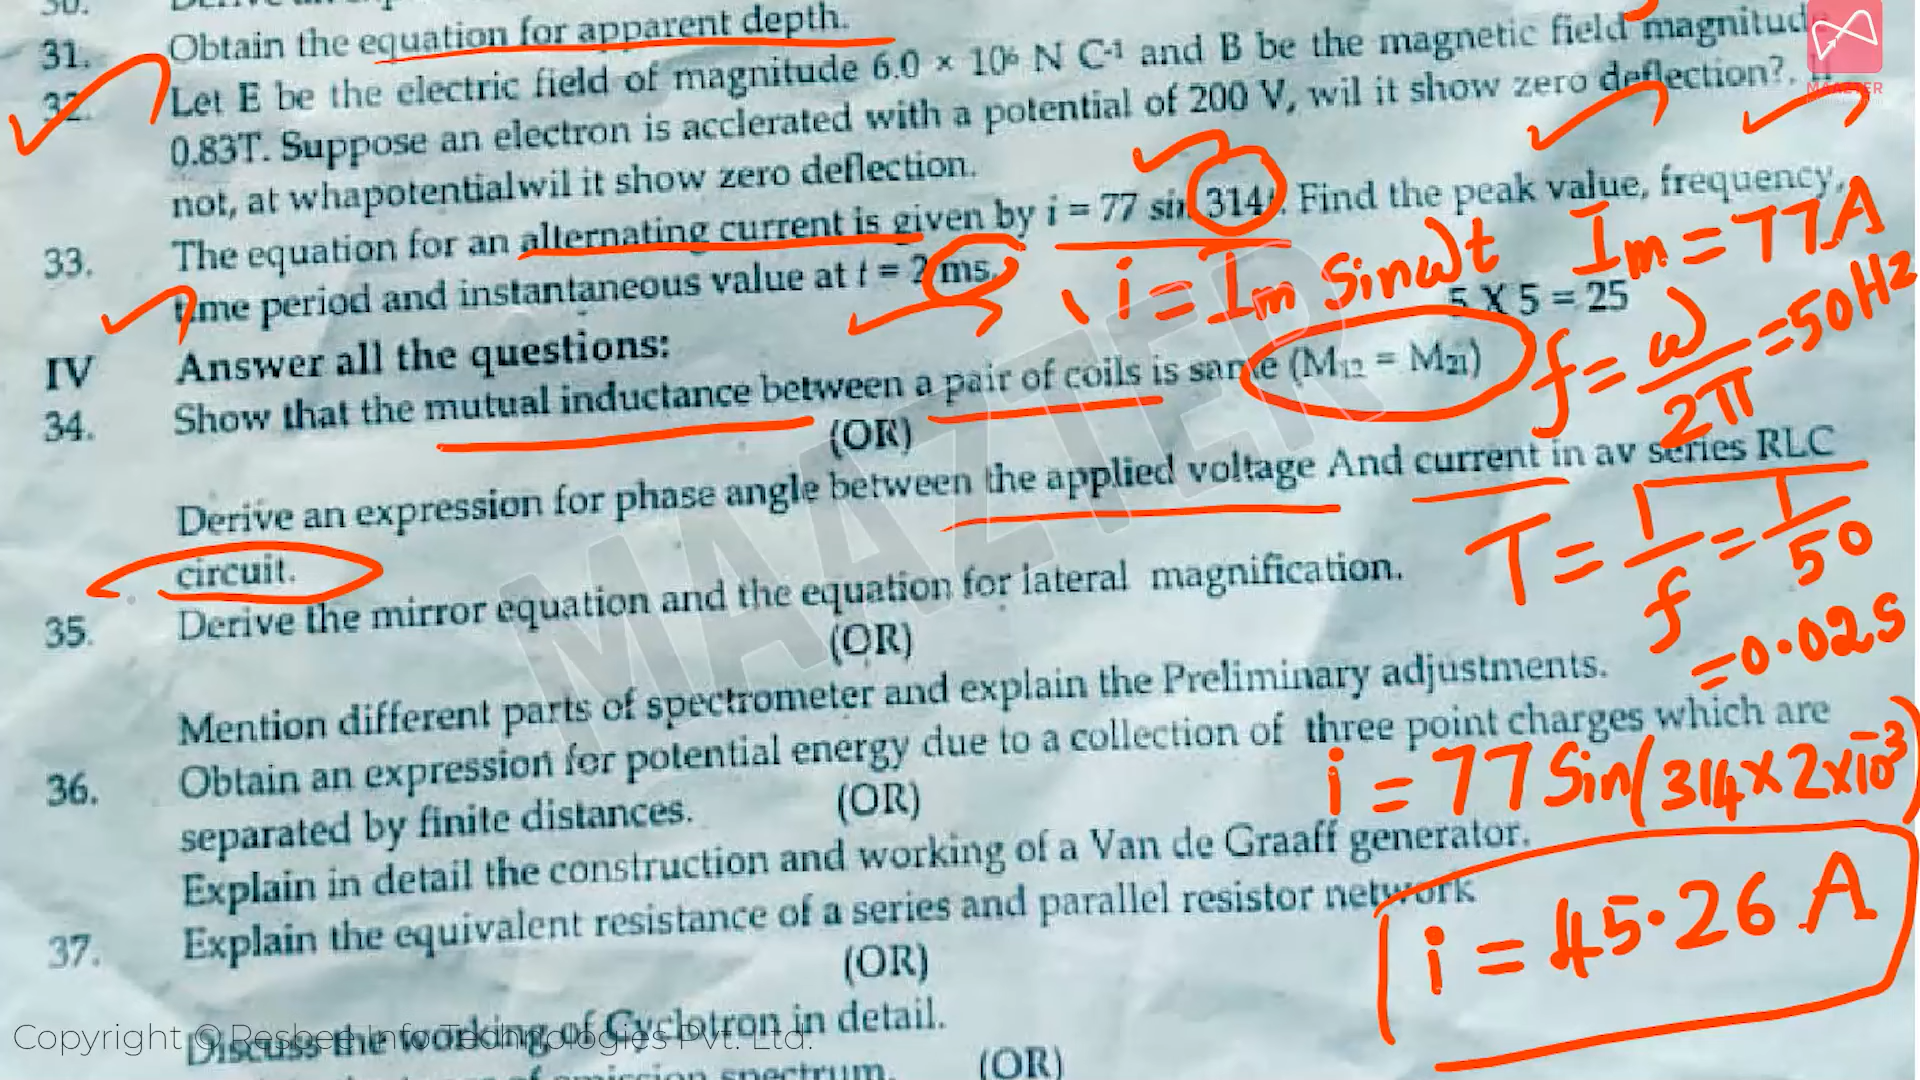 31. Obtain the equation for apparent depth.
32. Let E be the electric field of magnitude 6.0 × 10⁶ N C⁻¹ and B be the magnetic field magnitude
0.83T. Suppose an electron is acclerated with a potential of 200 V, wil it show zero deflection?. If
not, at whapotentialwil it show zero deflection.
33. The equation for an alternating current is given by i = 77 sin 314t. Find the peak value, frequency,
time period and instantaneous value at t = 2 ms.
i = Im Sin ωt
Im = 77A
5 X 5 = 25
f = ω/2π = 50Hz
IV Answer all the questions:
34. Show that the mutual inductance between a pair of coils is same (M₁₂ = M₂₁)
(OR)
Derive an expression for phase angle between the applied voltage And current in av series RLC
circuit.
T = 1/f = 1/50
= 0.02s
35. Derive the mirror equation and the equation for lateral magnification.
(OR)
Mention different parts of spectrometer and explain the Preliminary adjustments.
36. Obtain an expression for potential energy due to a collection of three point charges which are
separated by finite distances.
(OR)
i = 77 Sin(314×2×10⁻³)
Explain in detail the construction and working of a Van de Graaff generator.
37. Explain the equivalent resistance of a series and parallel resistor network
i = 45.26 A
(OR)
Discuss the working of Cyclotron in detail.
(OR)
of emission spectrum.
MAAZTER
MAAZTER
Copyright © Resbee Info Technologies Pvt. Ltd.